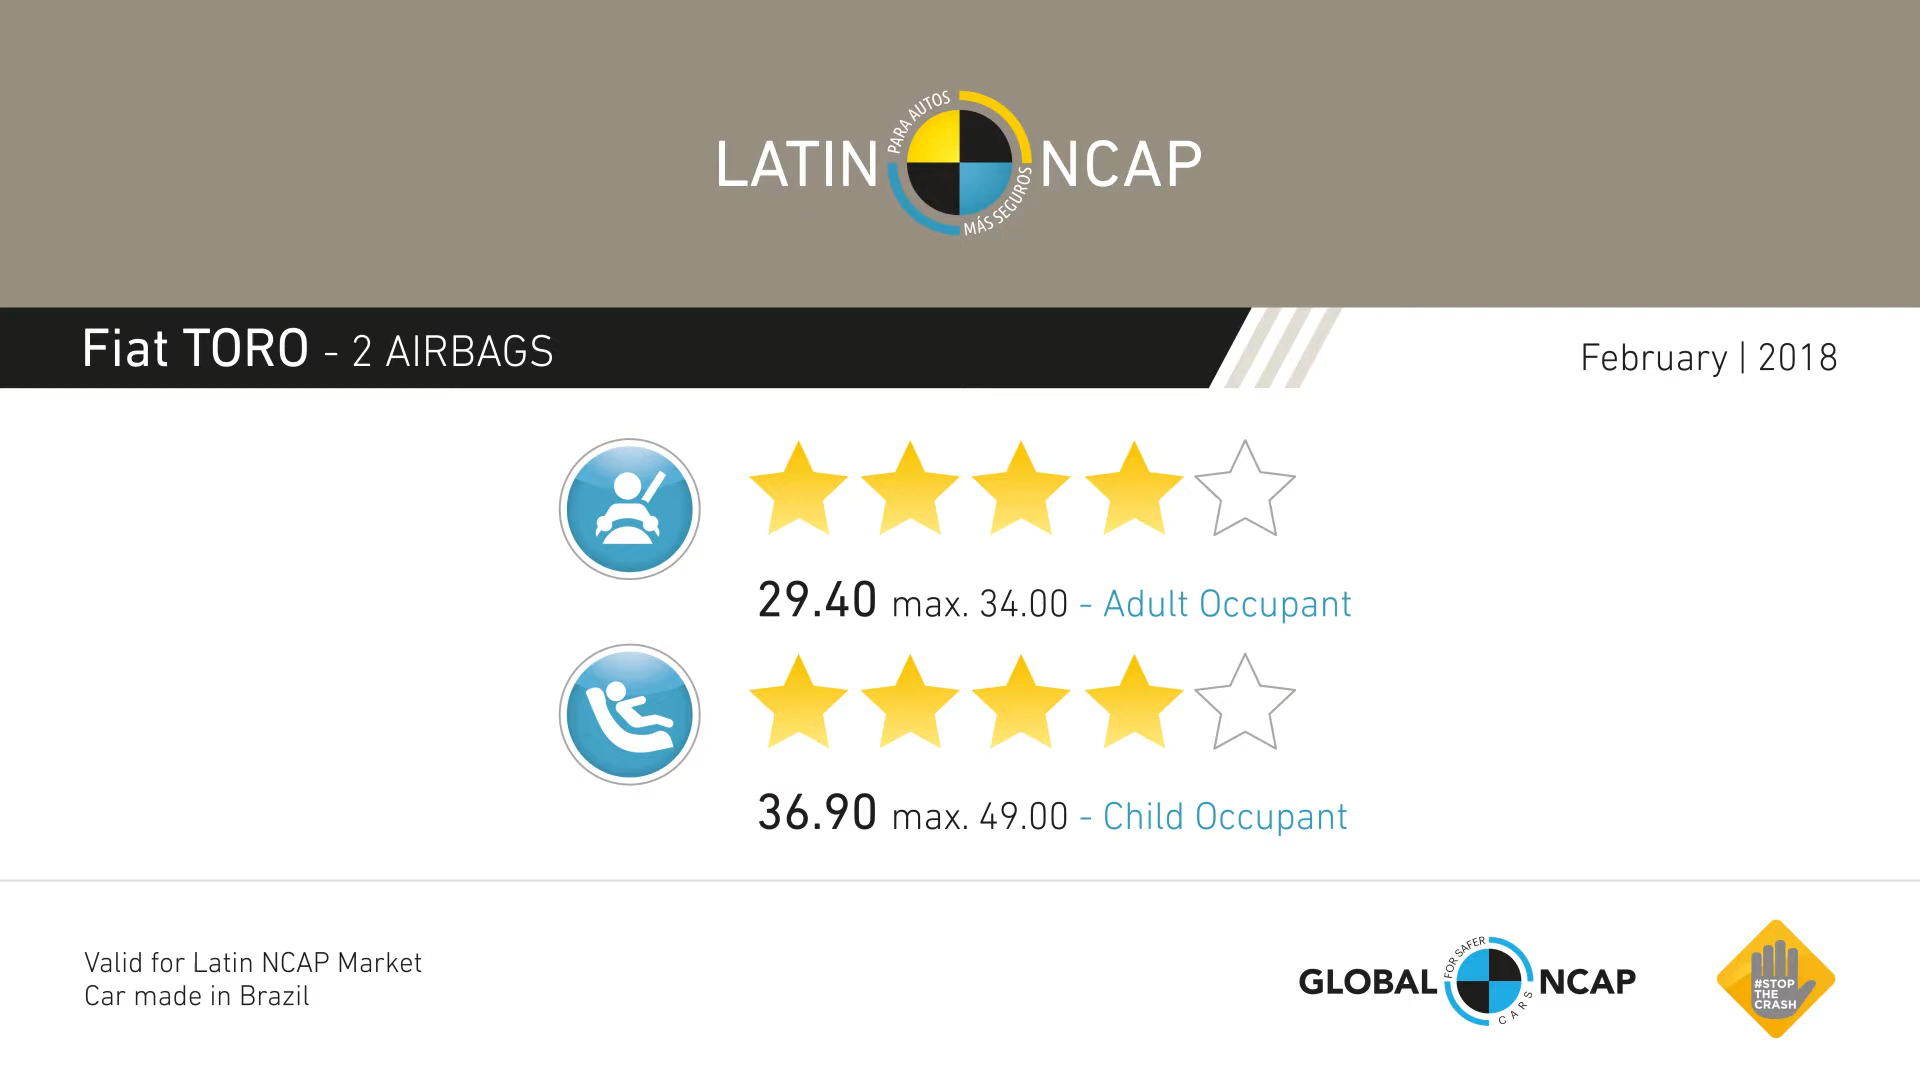 LATIN PARA AUTOS MÁS SEGUROS NCAP
Fiat TORO - 2 AIRBAGS
February | 2018
29.40 max. 34.00 - Adult Occupant
36.90 max. 49.00 - Child Occupant
Valid for Latin NCAP Market
Car made in Brazil
GLOBAL FOR SAFER CARS NCAP
#STOP
THE
CRASH